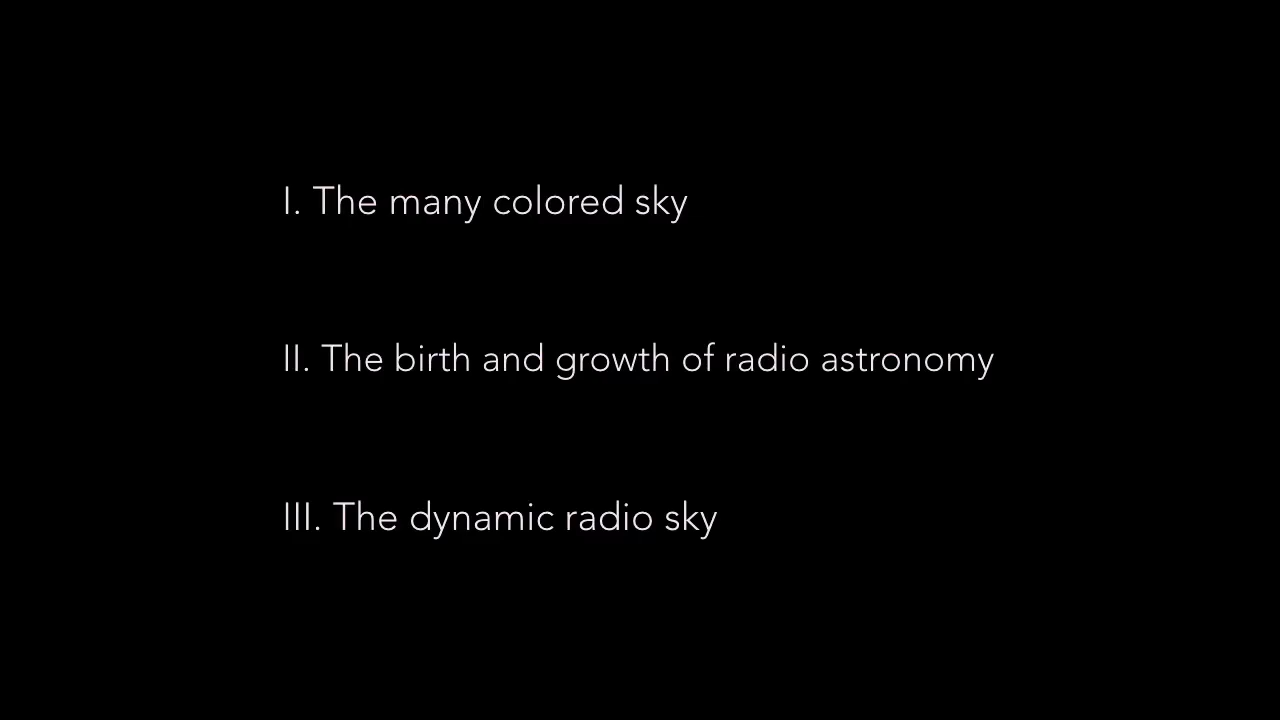 I. The many colored sky
II. The birth and growth of radio astronomy
III. The dynamic radio sky